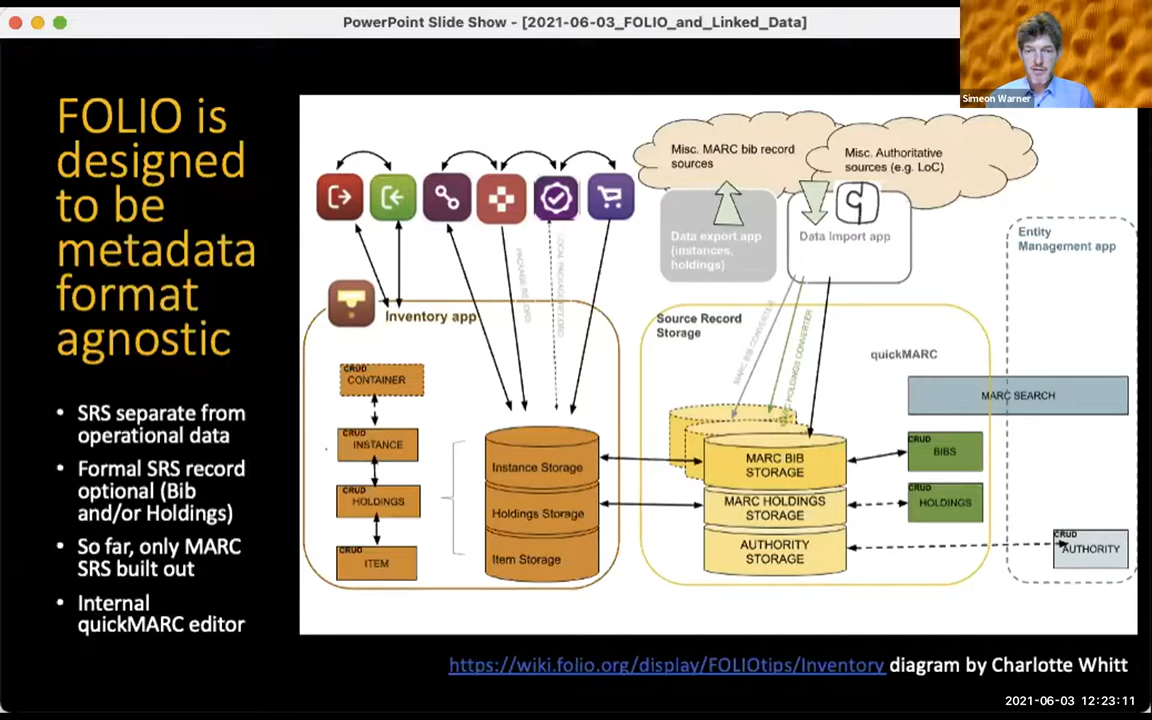 PowerPoint Slide Show - [2021-06-03_FOLIO_and_Linked_Data]
Simeon Warner
FOLIO is
designed
to be
metadata
format
agnostic
• SRS separate from
operational data
• Formal SRS record
optional (Bib
and/or Holdings)
• So far, only MARC
SRS built out
• Internal
quickMARC editor
Misc. MARC bib record
sources
Misc. Authoritative
sources (e.g. LoC)
Data export app
(instances,
holdings)
Data Import app
Entity
Management app
Inventory app
Source Record
Storage
quickMARC
MARC BIB CONVERTER
HOLDINGS CONVERTER
MARC SEARCH
CRUD
CONTAINER
CRUD
INSTANCE
CRUD
HOLDINGS
CRUD
ITEM
Instance Storage
Holdings Storage
Item Storage
MARC BIB
STORAGE
MARC HOLDINGS
STORAGE
AUTHORITY
STORAGE
CRUD
BIBS
CRUD
HOLDINGS
CRUD
AUTHORITY
https://wiki.folio.org/display/FOLIOtips/Inventory diagram by Charlotte Whitt
2021-06-03 12:23:11